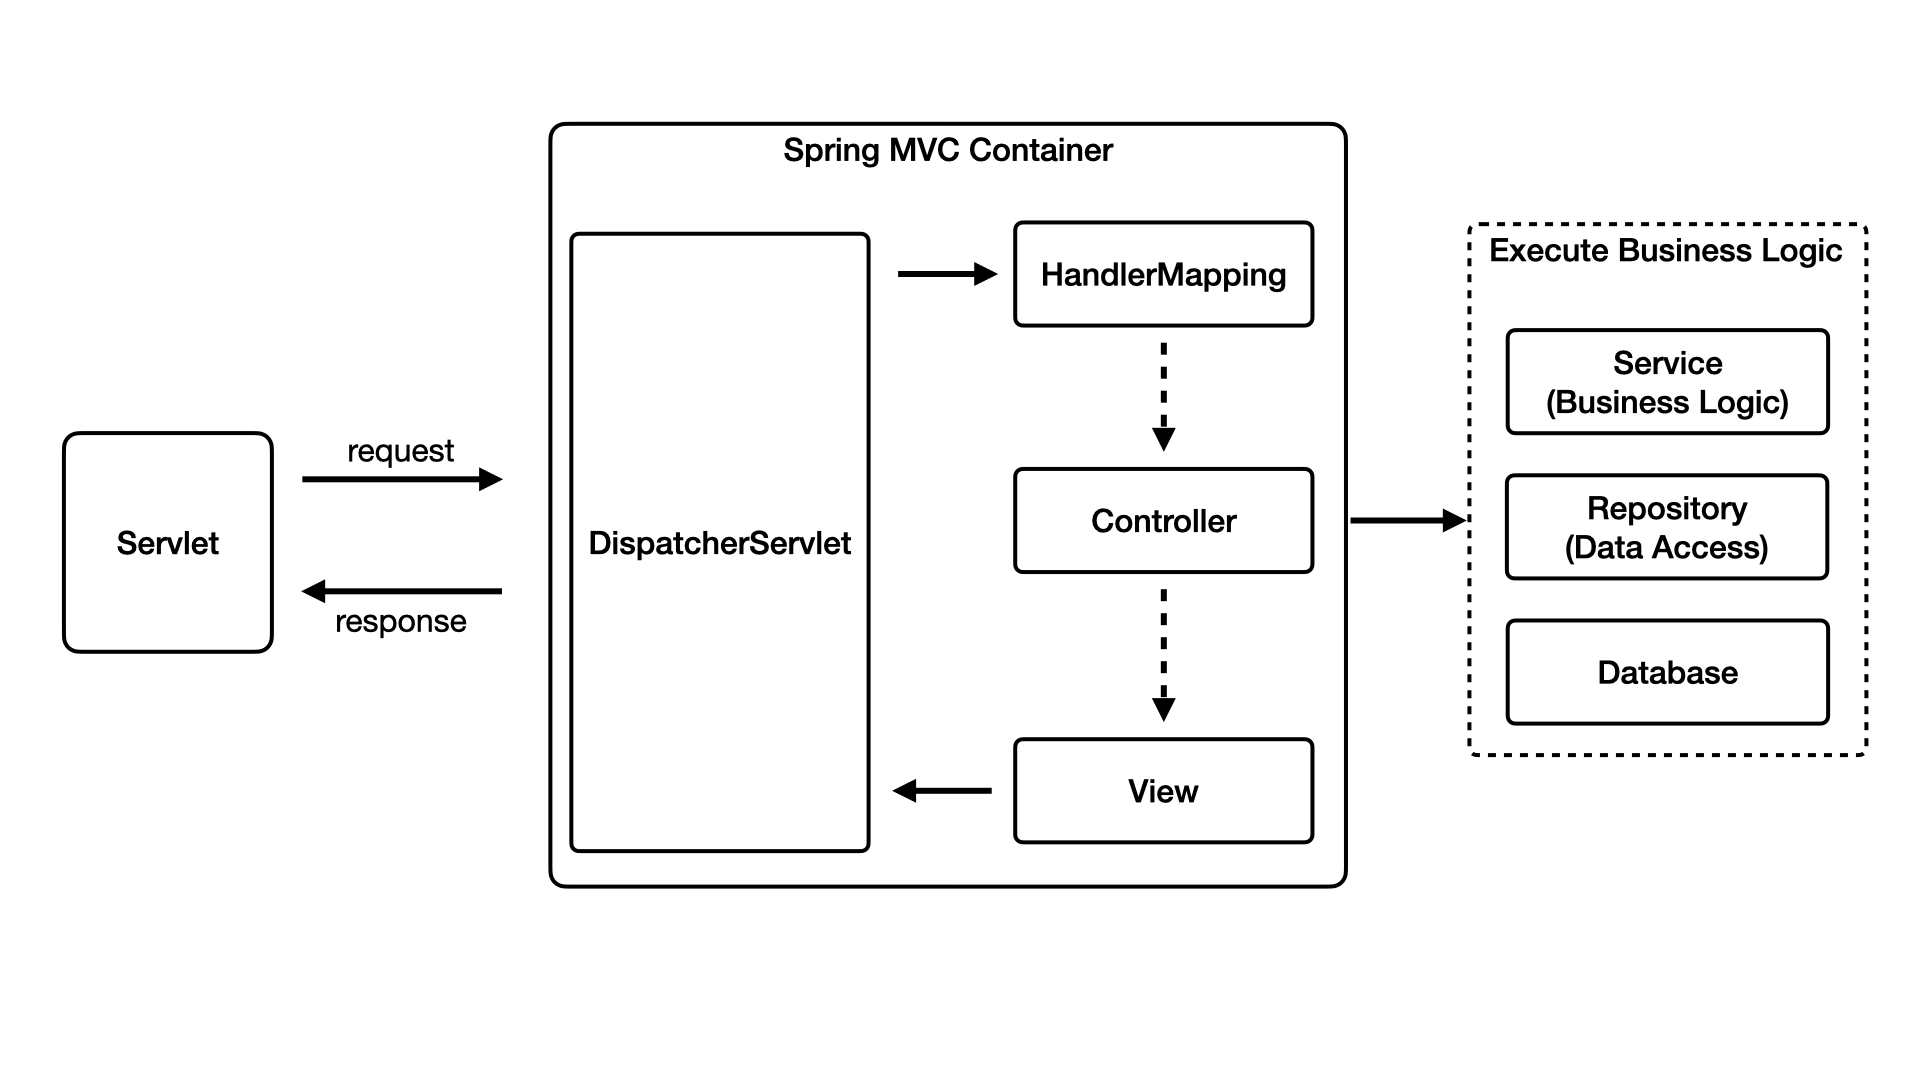 Spring MVC Container
Servlet
request
response
DispatcherServlet
HandlerMapping
Controller
View
Execute Business Logic
Service
(Business Logic)
Repository
(Data Access)
Database